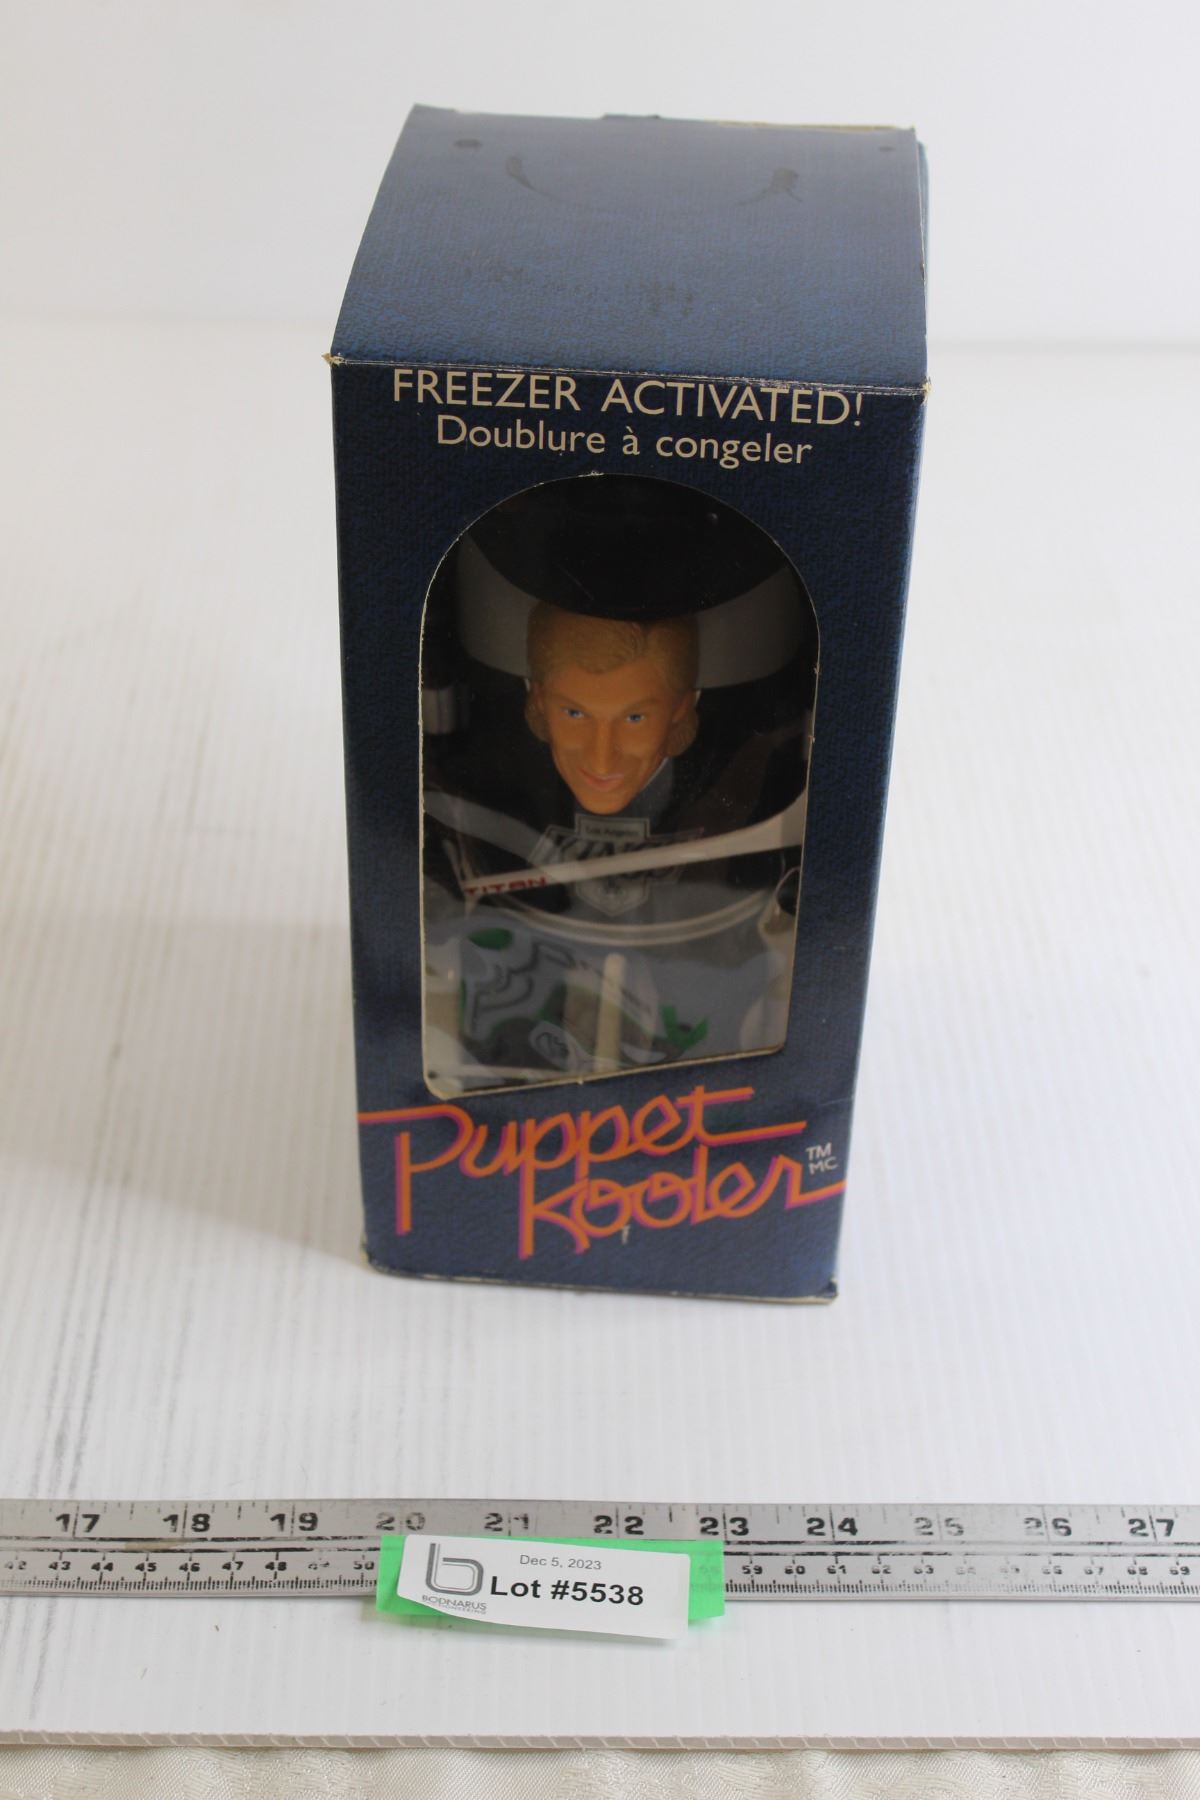 FREEZER ACTIVATED!
Doublure à congeler
Los Angeles
KINGS
TITAN
Puppet
Kooler
TM
MC
17 18 19 20 21 22 23 24 25 26 27
42 43 44 45 46 47 48 49 50 59 60 61 62 63 64 65 66 67 68 69
Dec 5, 2023
Lot #5538
BODNARUS
AUCTIONEERING